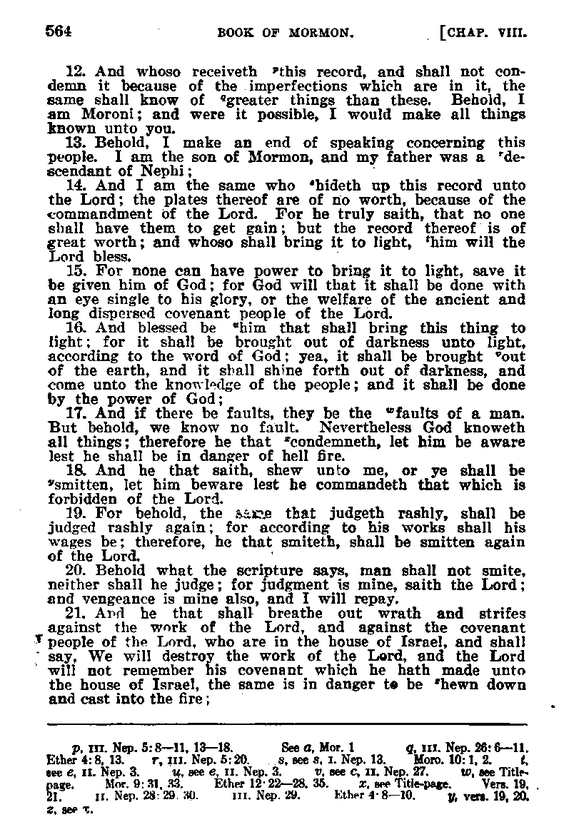 564 BOOK OF MORMON. [CHAP. VIII.
12. And whoso receiveth ᵖthis record, and shall not con-
demn it because of the imperfections which are in it, the
same shall know of ᵠgreater things than these. Behold, I
am Moroni; and were it possible, I would make all things
known unto you.
13. Behold, I make an end of speaking concerning this
people. I am the son of Mormon, and my father was a ʳde-
scendant of Nephi;
14. And I am the same who ˢhideth up this record unto
the Lord; the plates thereof are of no worth, because of the
commandment of the Lord. For he truly saith, that no one
shall have them to get gain; but the record thereof is of
great worth; and whoso shall bring it to light, ᵗhim will the
Lord bless.
15. For none can have power to bring it to light, save it
be given him of God; for God will that it shall be done with
an eye single to his glory, or the welfare of the ancient and
long dispersed covenant people of the Lord.
16. And blessed be ᵘhim that shall bring this thing to
light; for it shall be brought out of darkness unto light,
according to the word of God; yea, it shall be brought ᵛout
of the earth, and it shall shine forth out of darkness, and
come unto the knowledge of the people; and it shall be done
by the power of God;
17. And if there be faults, they be the ʷfaults of a man.
But behold, we know no fault. Nevertheless God knoweth
all things; therefore he that ˣcondemneth, let him be aware
lest he shall be in danger of hell fire.
18. And he that saith, shew unto me, or ye shall be
ʸsmitten, let him beware lest he commandeth that which is
forbidden of the Lord.
19. For behold, the same that judgeth rashly, shall be
judged rashly again; for according to his works shall his
wages be; therefore, he that smiteth, shall be smitten again
of the Lord.
20. Behold what the scripture says, man shall not smite,
neither shall he judge; for judgment is mine, saith the Lord;
and vengeance is mine also, and I will repay.
21. And he that shall breathe out wrath and strifes
against the work of the Lord, and against the covenant
people of the Lord, who are in the house of Israel, and shall
say, We will destroy the work of the Lord, and the Lord
will not remember his covenant which he hath made unto
the house of Israel, the same is in danger to be ᶻhewn down
and cast into the fire;
p, III. Nep. 5: 8—11, 13—18. See a, Mor. 1 q, III. Nep. 26: 6—11.
Ether 4: 8, 13. r, III. Nep. 5: 20. s, see s, I. Nep. 13. Moro. 10: 1, 2. t,
see e, II. Nep. 3. u, see e, II. Nep. 3. v, see c, II. Nep. 27. w, see Title-
page. Mor. 9: 31, 33. Ether 12: 22—28, 35. x, see Title-page. Vers. 19,
21. II. Nep. 28: 29, 30. III. Nep. 29. Ether 4: 8—10. y, vers. 19, 20.
z, see